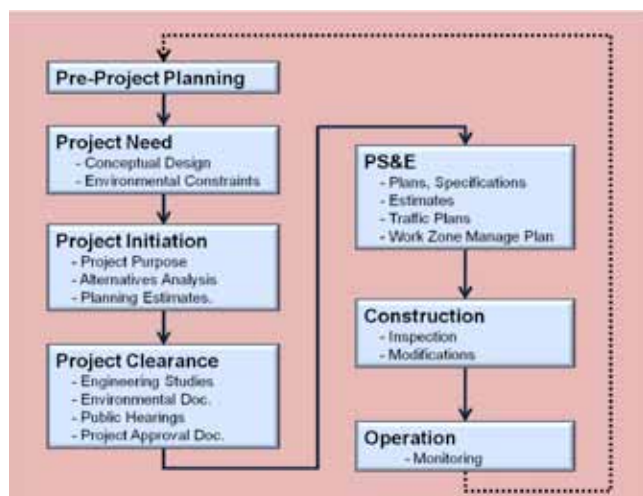 Pre-Project Planning
Project Need
- Conceptual Design
- Environmental Constraints
Project Initiation
- Project Purpose
- Alternatives Analysis
- Planning Estimates.
Project Clearance
- Engineering Studies
- Environmental Doc.
- Public Hearings
- Project Approval Doc.
PS&E
- Plans, Specifications
- Estimates
- Traffic Plans
- Work Zone Manage Plan
Construction
- Inspection
- Modifications
Operation
- Monitoring